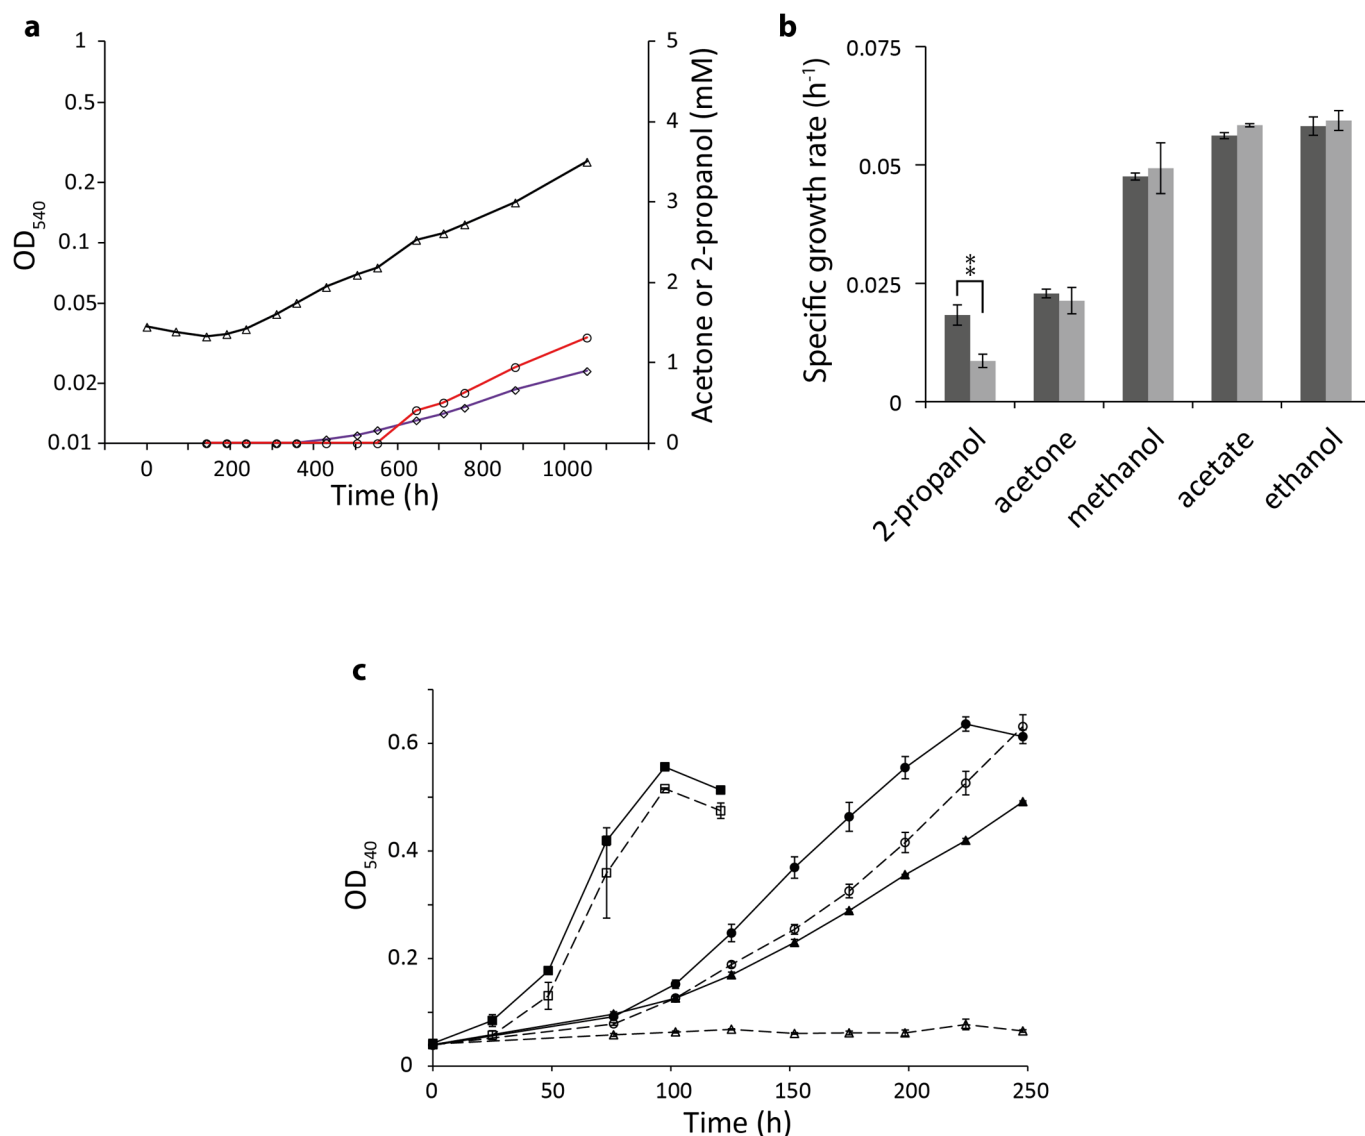 a
1
0.5
0.2
0.1
0.05
0.02
0.01
OD540
5
4
3
2
1
0
Acetone or 2-propanol (mM)
0 200 400 600 800 1000
Time (h)
b
0.075
0.05
0.025
0
Specific growth rate (h-1)
**
2-propanol
acetone
methanol
acetate
ethanol
c
0.6
0.4
0.2
0
OD540
0 50 100 150 200 250
Time (h)